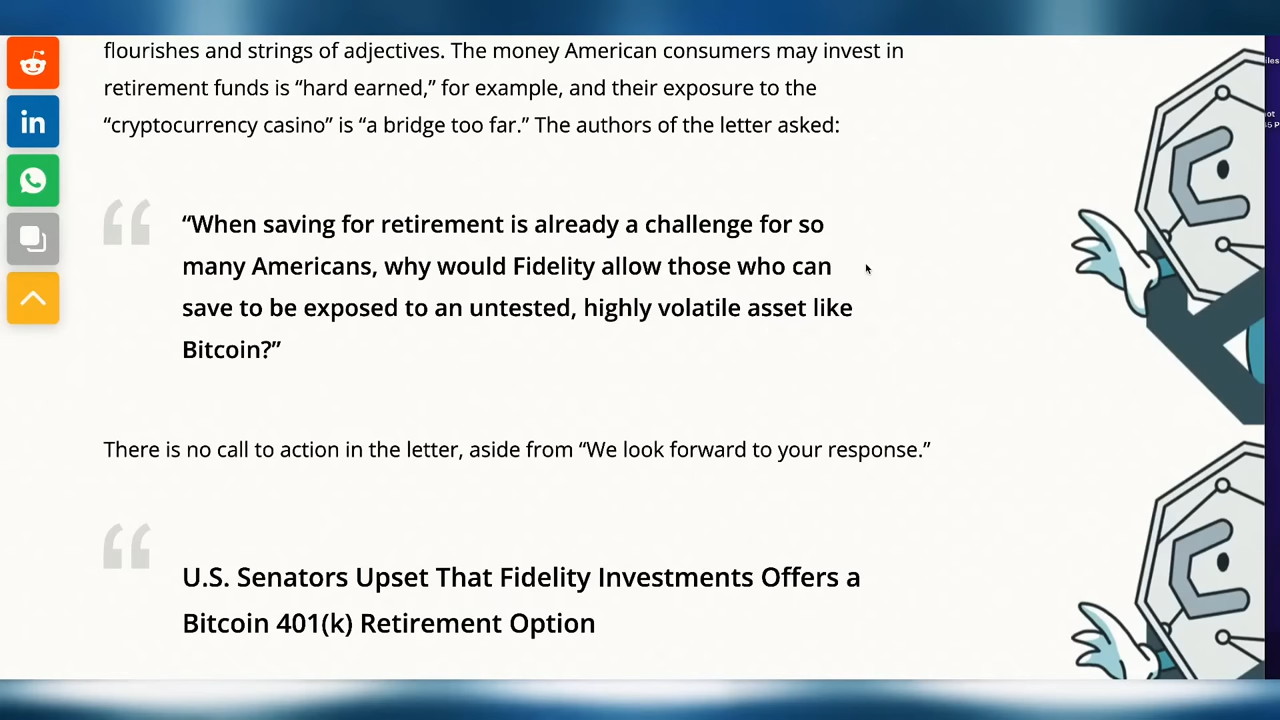 flourishes and strings of adjectives. The money American consumers may invest in
retirement funds is “hard earned,” for example, and their exposure to the
“cryptocurrency casino” is “a bridge too far.” The authors of the letter asked:
“When saving for retirement is already a challenge for so
many Americans, why would Fidelity allow those who can
save to be exposed to an untested, highly volatile asset like
Bitcoin?”
There is no call to action in the letter, aside from “We look forward to your response.”
U.S. Senators Upset That Fidelity Investments Offers a
Bitcoin 401(k) Retirement Option
in